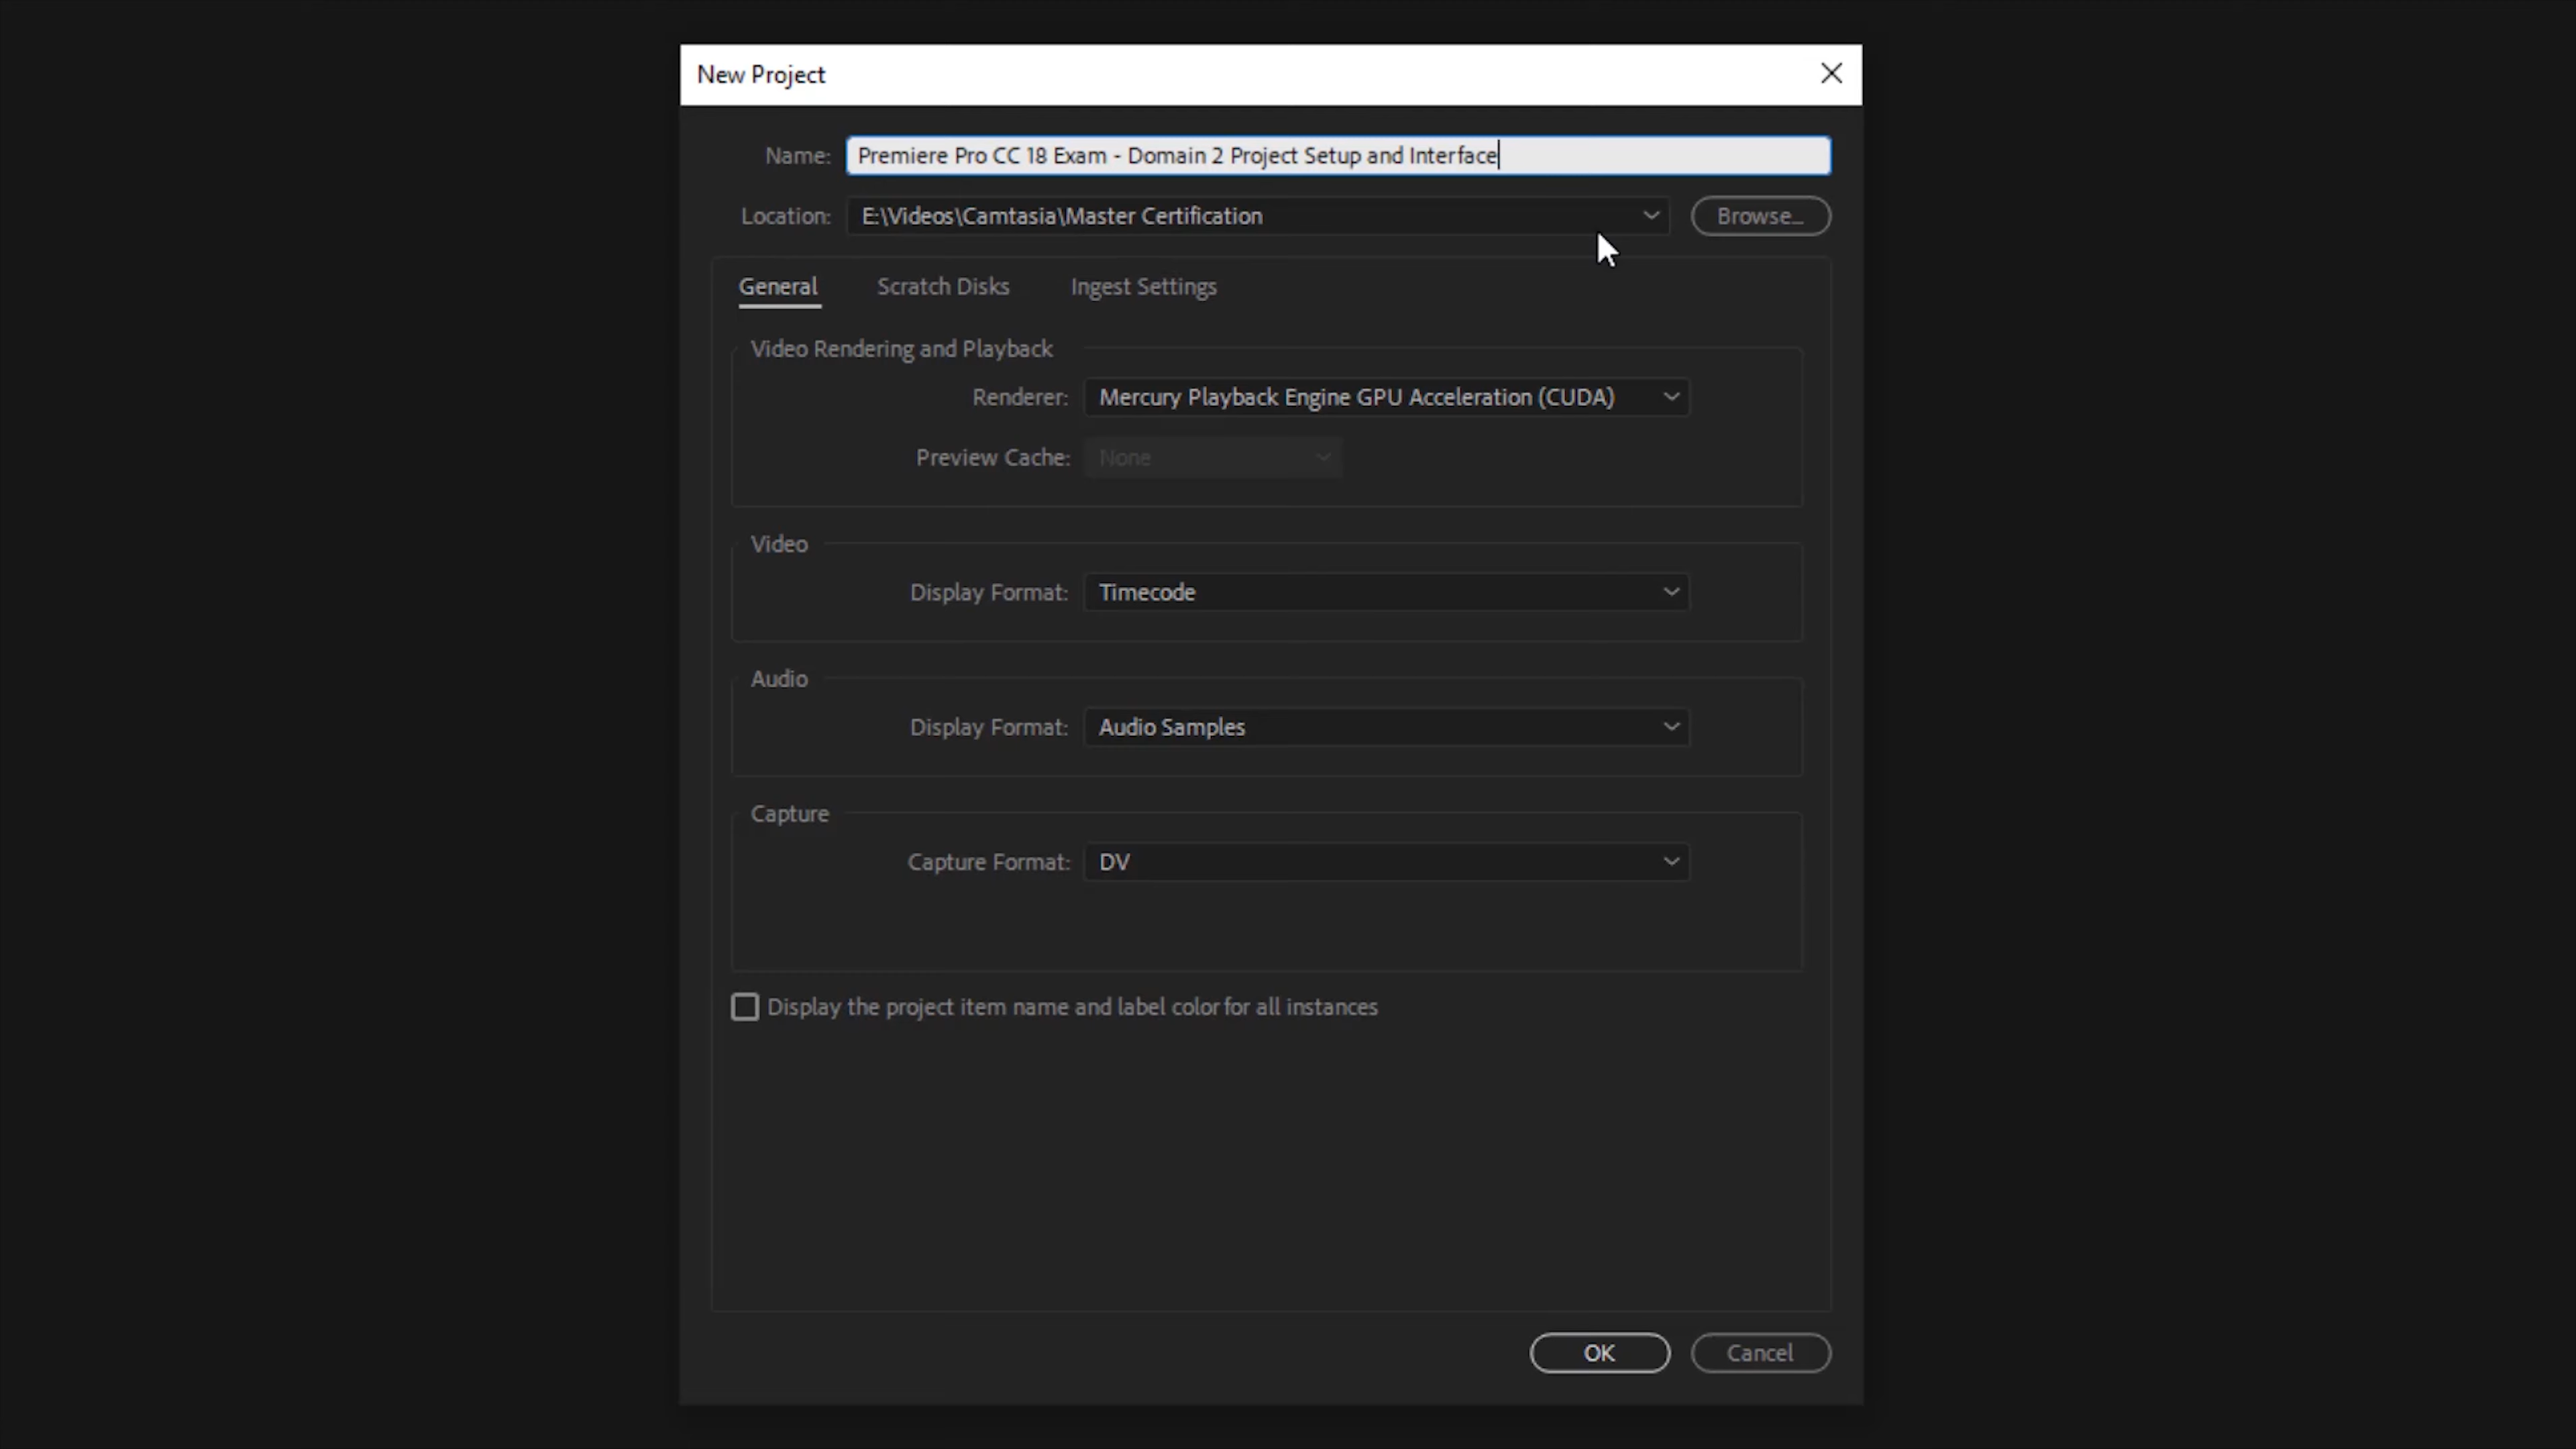 New Project
Name: Premiere Pro CC 18 Exam - Domain 2 Project Setup and Interface
Location: E:\Videos\Camtasia\Master Certification Browse...
General Scratch Disks Ingest Settings
Video Rendering and Playback
Renderer: Mercury Playback Engine GPU Acceleration (CUDA)
Preview Cache: None
Video
Display Format: Timecode
Audio
Display Format: Audio Samples
Capture
Capture Format: DV
Display the project item name and label color for all instances
OK Cancel